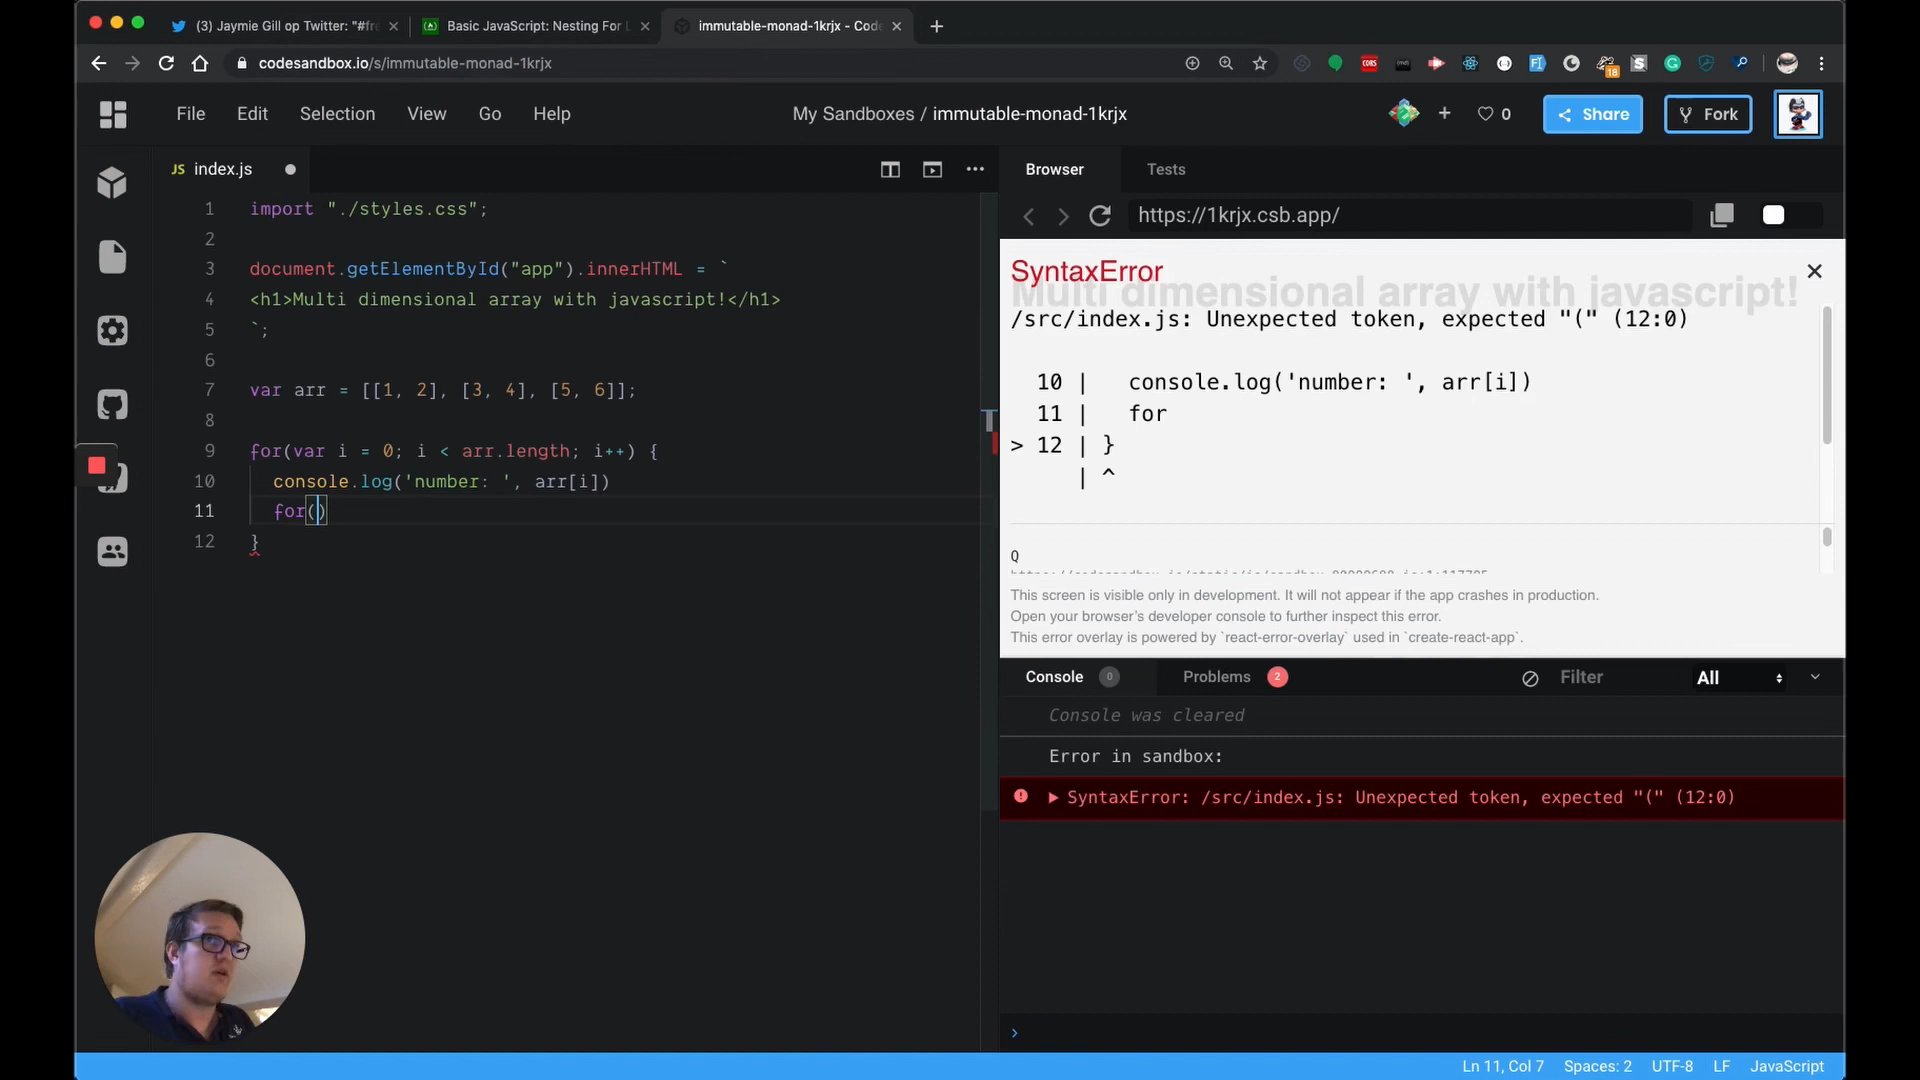 (3) Jaymie Gill op Twitter: "#fre
Basic JavaScript: Nesting For L
immutable-monad-1krjx - Code
codesandbox.io/s/immutable-monad-1krjx
CORS
18
File Edit Selection View Go Help
My Sandboxes / immutable-monad-1krjx
0
Share
Fork
JS index.js
Browser
Tests
https://1krjx.csb.app/
1 import "./styles.css";
2
3 document.getElementById("app").innerHTML = `
4 <h1>Multi dimensional array with javascript!</h1>
5 `;
6
7 var arr = [[1, 2], [3, 4], [5, 6]];
8
9 for(var i = 0; i < arr.length; i++) {
10 console.log('number: ', arr[i])
11 for()
12 }
SyntaxError
Multi dimensional array with javascript!
/src/index.js: Unexpected token, expected "(" (12:0)
10 | console.log('number: ', arr[i])
11 | for
> 12 | }
| ^
Q
This screen is visible only in development. It will not appear if the app crashes in production.
Open your browser’s developer console to further inspect this error.
This error overlay is powered by `react-error-overlay` used in `create-react-app`.
Console 0
Problems 2
Filter
All
Console was cleared
Error in sandbox:
SyntaxError: /src/index.js: Unexpected token, expected "(" (12:0)
Ln 11, Col 7 Spaces: 2 UTF-8 LF JavaScript